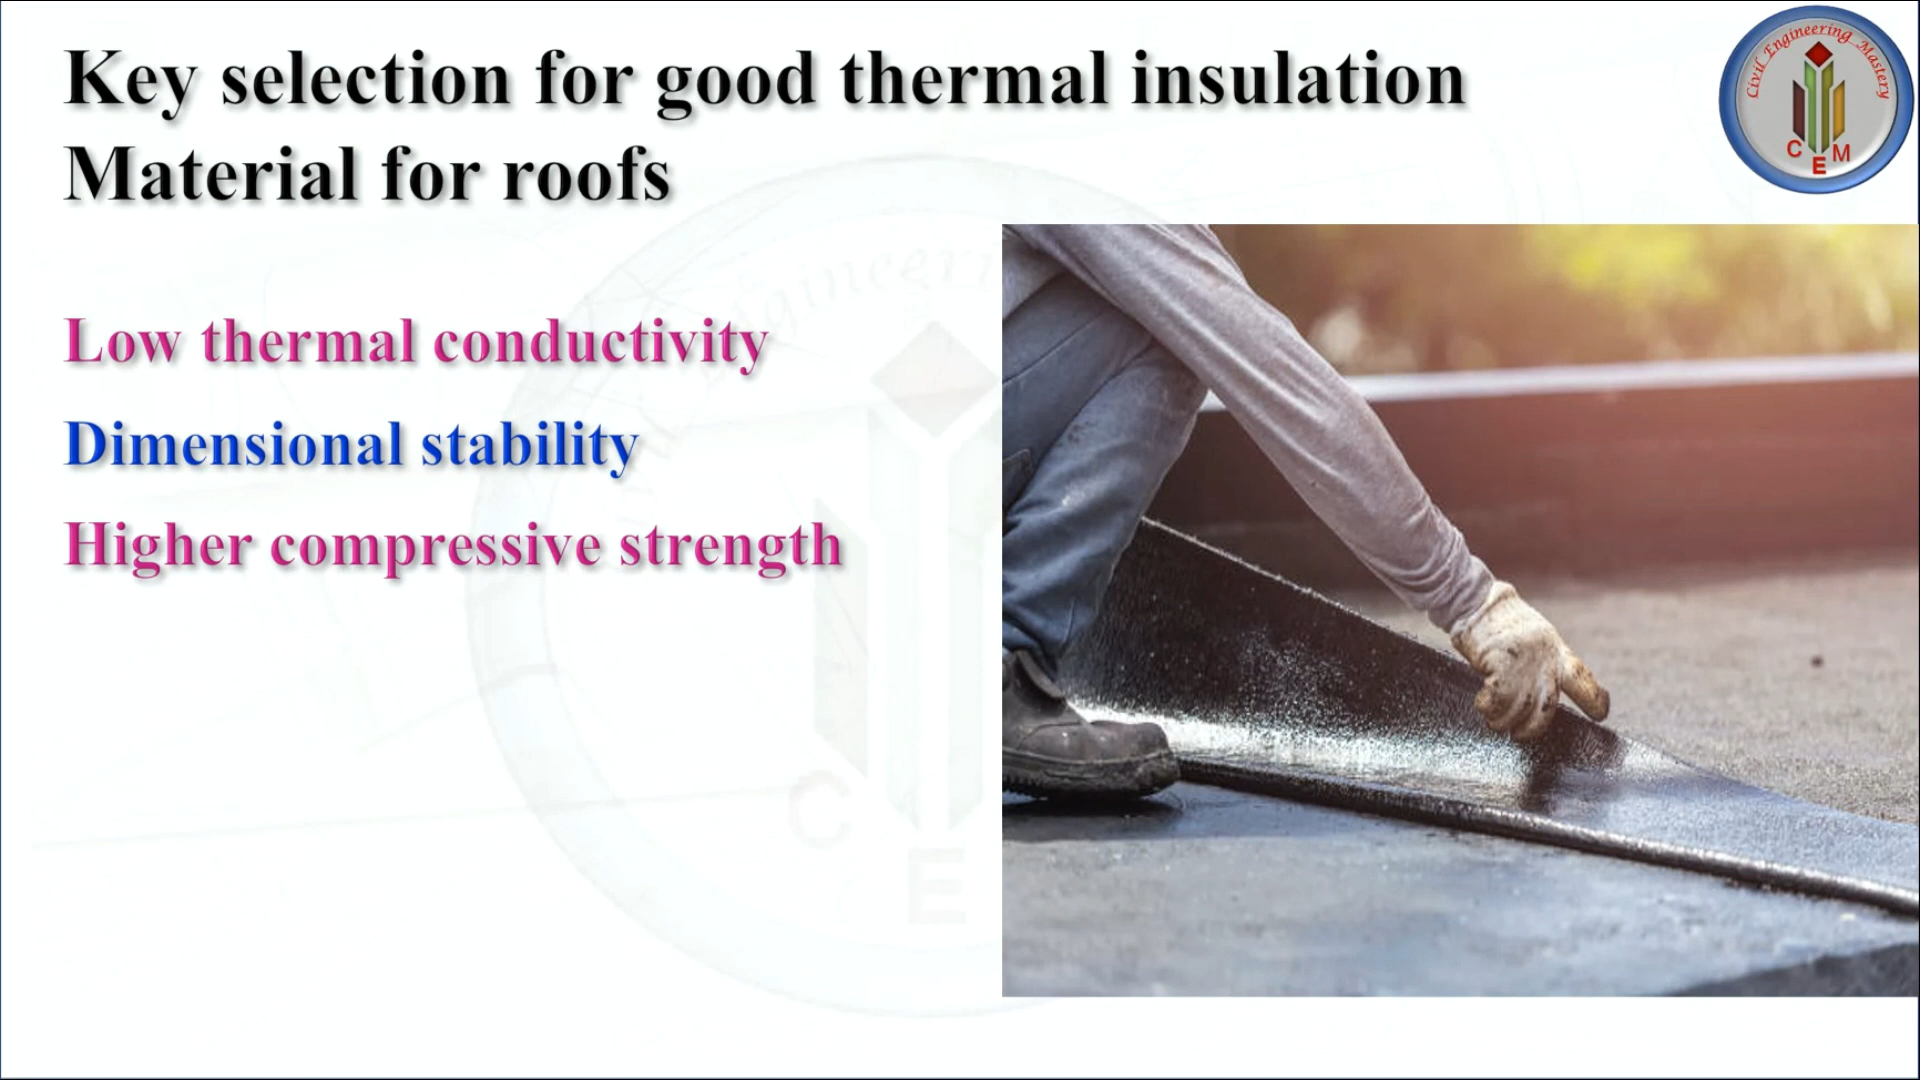 Key selection for good thermal insulation
Material for roofs
Civil Engineering Mastery
C E M
Low thermal conductivity
Dimensional stability
Higher compressive strength
C
E